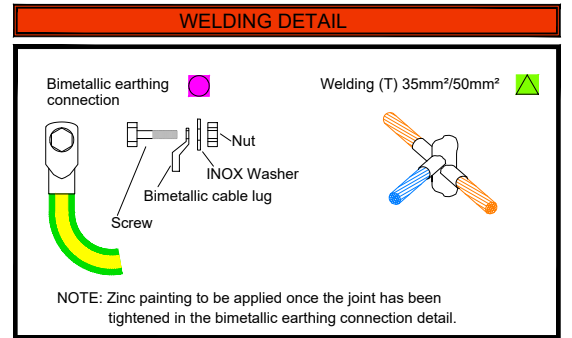 WELDING DETAIL
Bimetallic earthing
connection
Welding (T) 35mm²/50mm²
Nut
INOX Washer
Bimetallic cable lug
Screw
NOTE: Zinc painting to be applied once the joint has been
tightened in the bimetallic earthing connection detail.